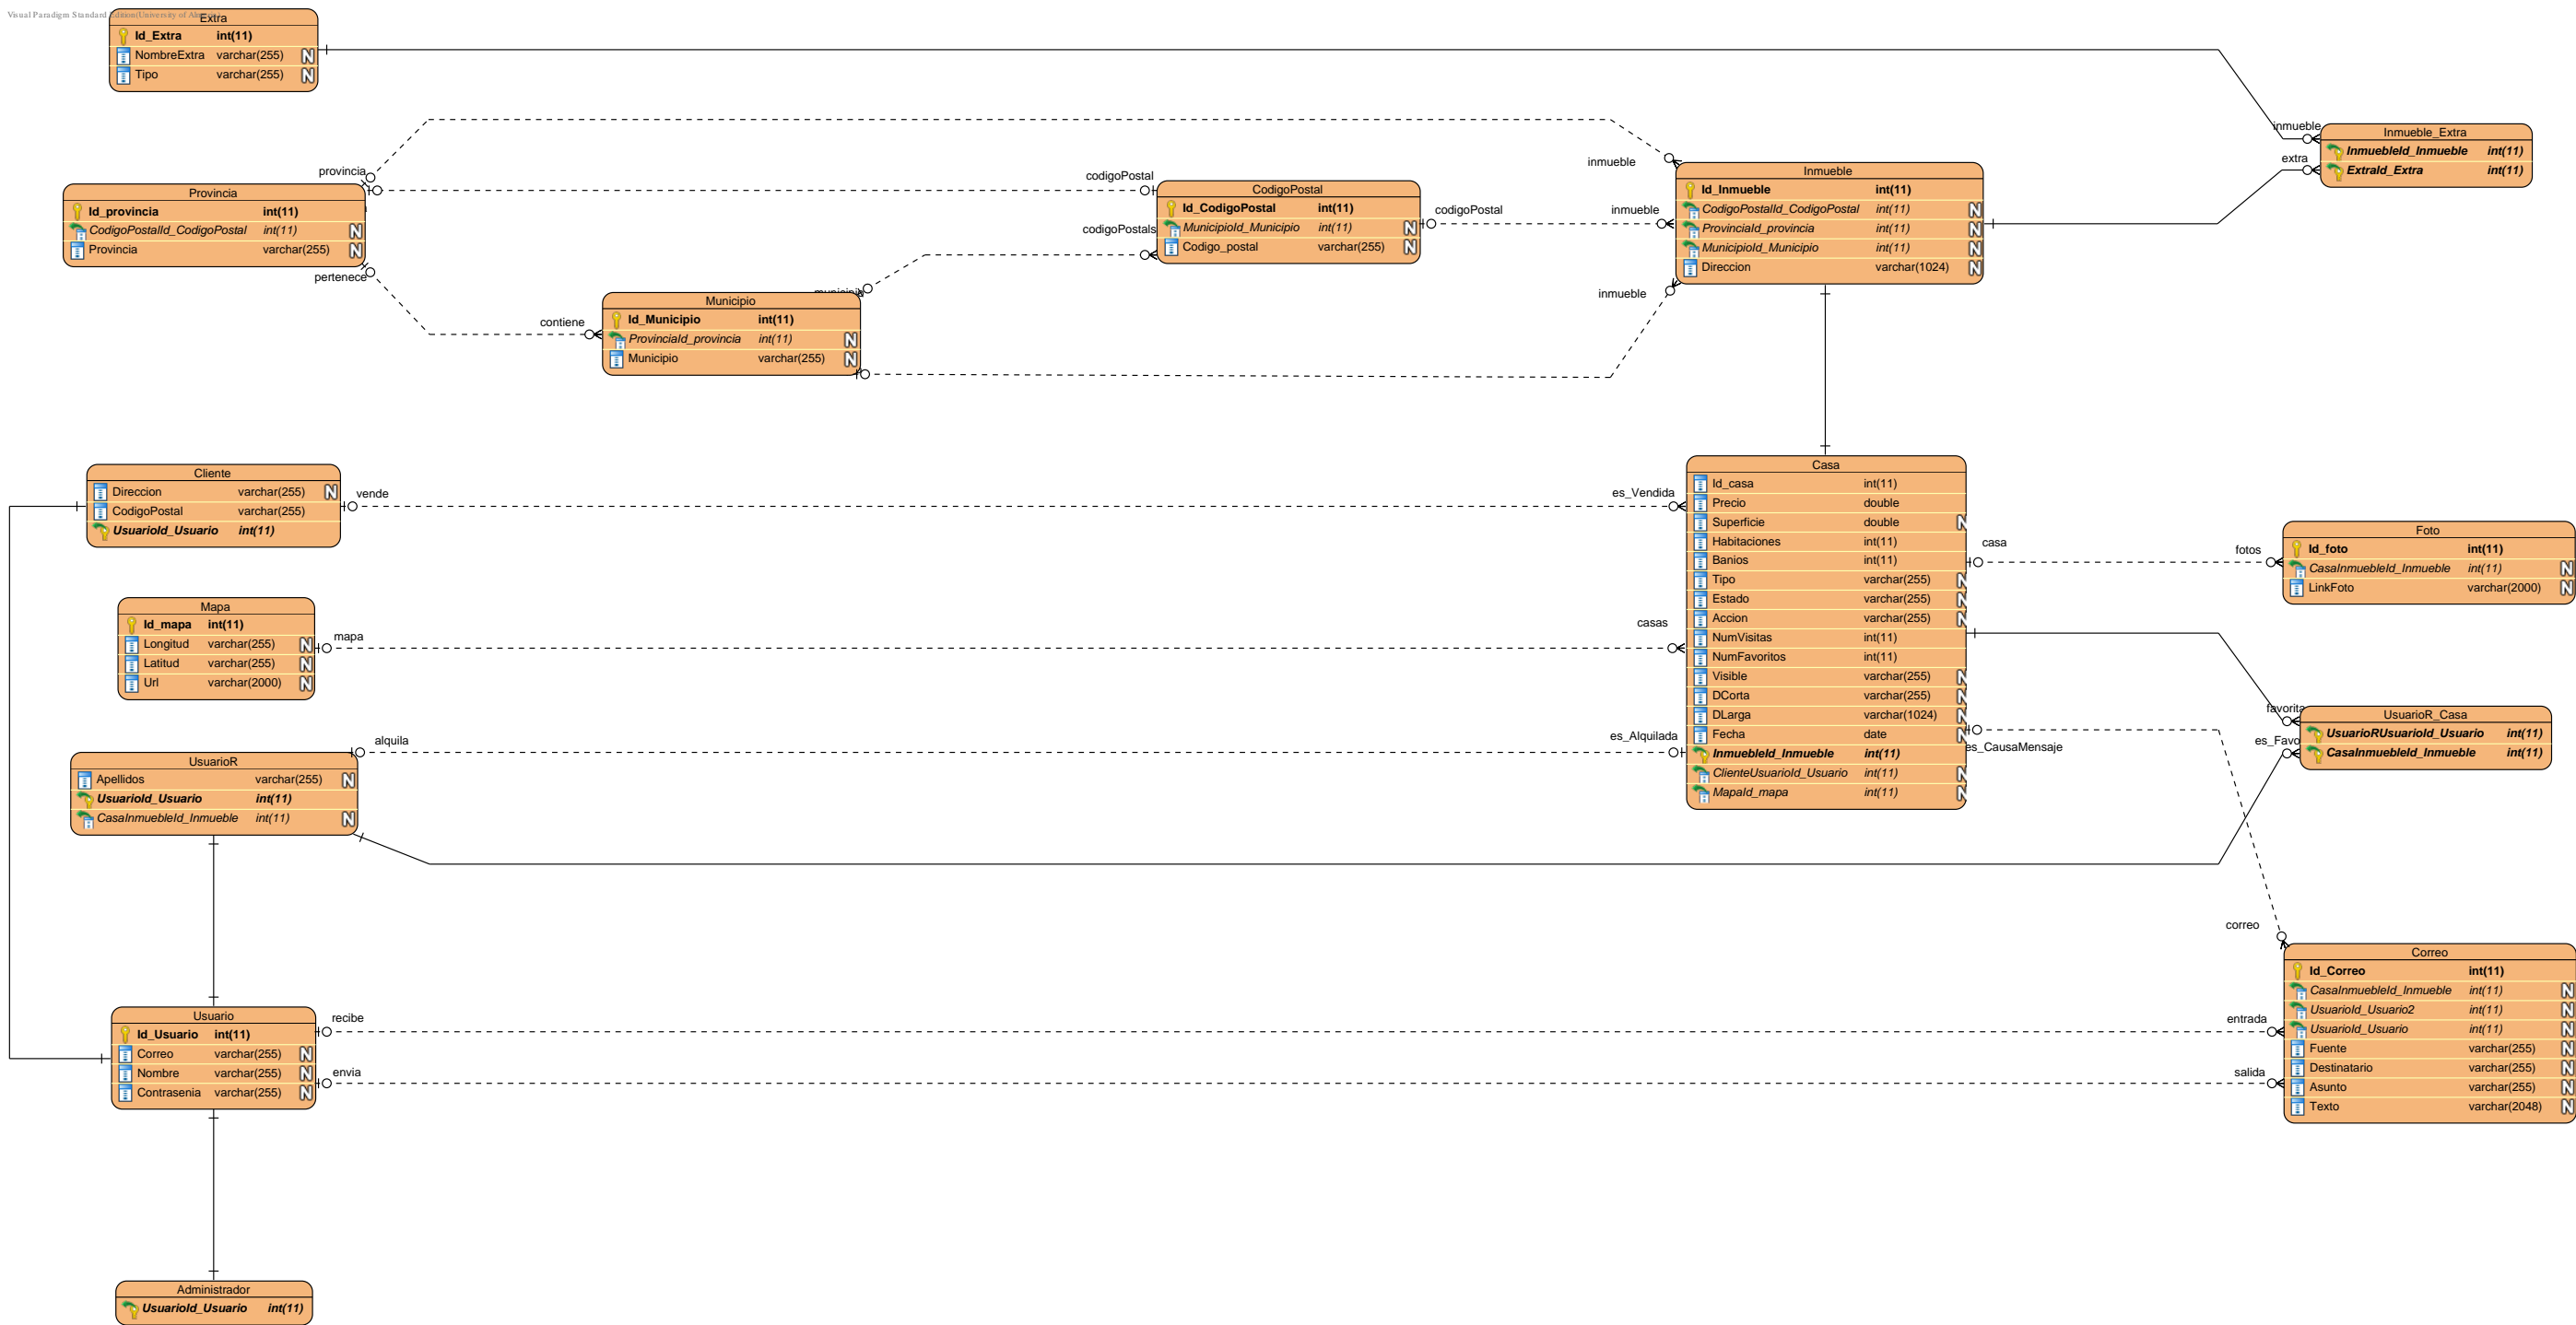 Visual Paradigm Standard Edition(University of
Extra
Id_Extra int(11)
NombreExtra varchar(255) N
Tipo varchar(255) N
inmueble
extra
Inmueble_Extra
InmuebleId_Inmueble int(11)
ExtraId_Extra int(11)
provincia
codigoPostal
inmueble
Provincia
Id_provincia int(11)
CodigoPostalId_CodigoPostal int(11) N
Provincia varchar(255) N
pertenece
codigoPostals
CodigoPostal
Id_CodigoPostal int(11)
MunicipioId_Municipio int(11) N
Codigo_postal varchar(255) N
codigoPostal
inmueble
Inmueble
Id_Inmueble int(11)
CodigoPostalId_CodigoPostal int(11) N
ProvinciaId_provincia int(11) N
MunicipioId_Municipio int(11) N
Direccion varchar(1024) N
inmueble
contiene
municipio
Municipio
Id_Municipio int(11)
ProvinciaId_provincia int(11) N
Municipio varchar(255) N
Cliente
Direccion varchar(255) N
CodigoPostal varchar(255)
UsuarioId_Usuario int(11)
vende
es_Vendida
Casa
Id_casa int(11)
Precio double
Superficie double N
Habitaciones int(11)
Banios int(11)
Tipo varchar(255) N
Estado varchar(255) N
Accion varchar(255) N
NumVisitas int(11)
NumFavoritos int(11)
Visible varchar(255) N
DCorta varchar(255) N
DLarga varchar(1024) N
Fecha date N
InmuebleId_Inmueble int(11)
ClienteUsuarioId_Usuario int(11) N
MapaId_mapa int(11) N
casa
fotos
Foto
Id_foto int(11)
CasaInmuebleId_Inmueble int(11) N
LinkFoto varchar(2000) N
Mapa
Id_mapa int(11)
Longitud varchar(255) N
Latitud varchar(255) N
Url varchar(2000) N
mapa
casas
favorita
es_Favo
UsuarioR_Casa
UsuarioRUsuarioId_Usuario int(11)
CasaInmuebleId_Inmueble int(11)
alquila
es_Alquilada
es_CausaMensaje
UsuarioR
Apellidos varchar(255) N
UsuarioId_Usuario int(11)
CasaInmuebleId_Inmueble int(11) N
correo
Correo
Id_Correo int(11)
CasaInmuebleId_Inmueble int(11) N
UsuarioId_Usuario2 int(11) N
UsuarioId_Usuario int(11) N
Fuente varchar(255) N
Destinatario varchar(255) N
Asunto varchar(255) N
Texto varchar(2048) N
Usuario
Id_Usuario int(11)
Correo varchar(255) N
Nombre varchar(255) N
Contrasenia varchar(255) N
recibe
entrada
envia
salida
Administrador
UsuarioId_Usuario int(11)